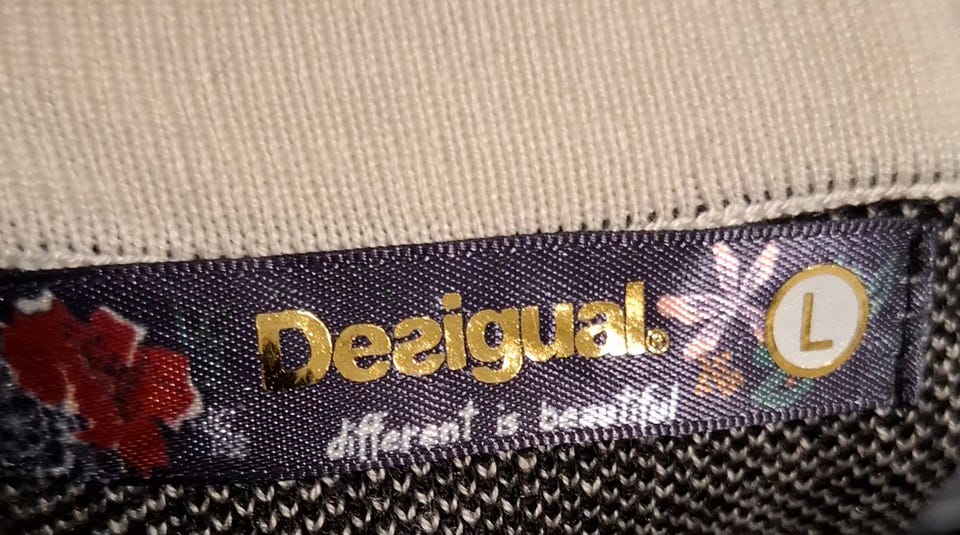 Desigual®
L
different is beautiful